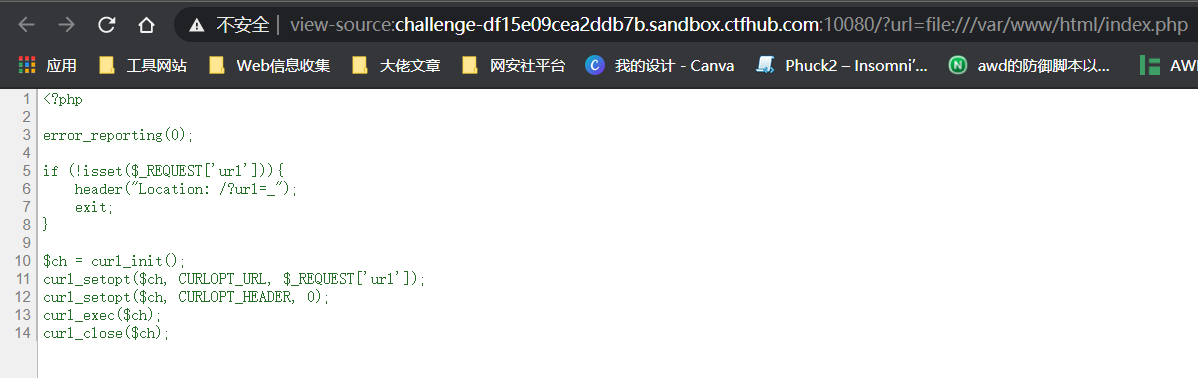 不安全 | view-source:challenge-df15e09cea2ddb7b.sandbox.ctfhub.com:10080/?url=file:///var/www/html/index.php
应用 工具网站 Web信息收集 大佬文章 网安社平台 我的设计 - Canva Phuck2 – Insomni'... awd的防御脚本以... AWI
1 <?php
2
3 error_reporting(0);
4
5 if (!isset($_REQUEST['url'])){
6     header("Location: /?url=_");
7     exit;
8 }
9
10 $ch = curl_init();
11 curl_setopt($ch, CURLOPT_URL, $_REQUEST['url']);
12 curl_setopt($ch, CURLOPT_HEADER, 0);
13 curl_exec($ch);
14 curl_close($ch);